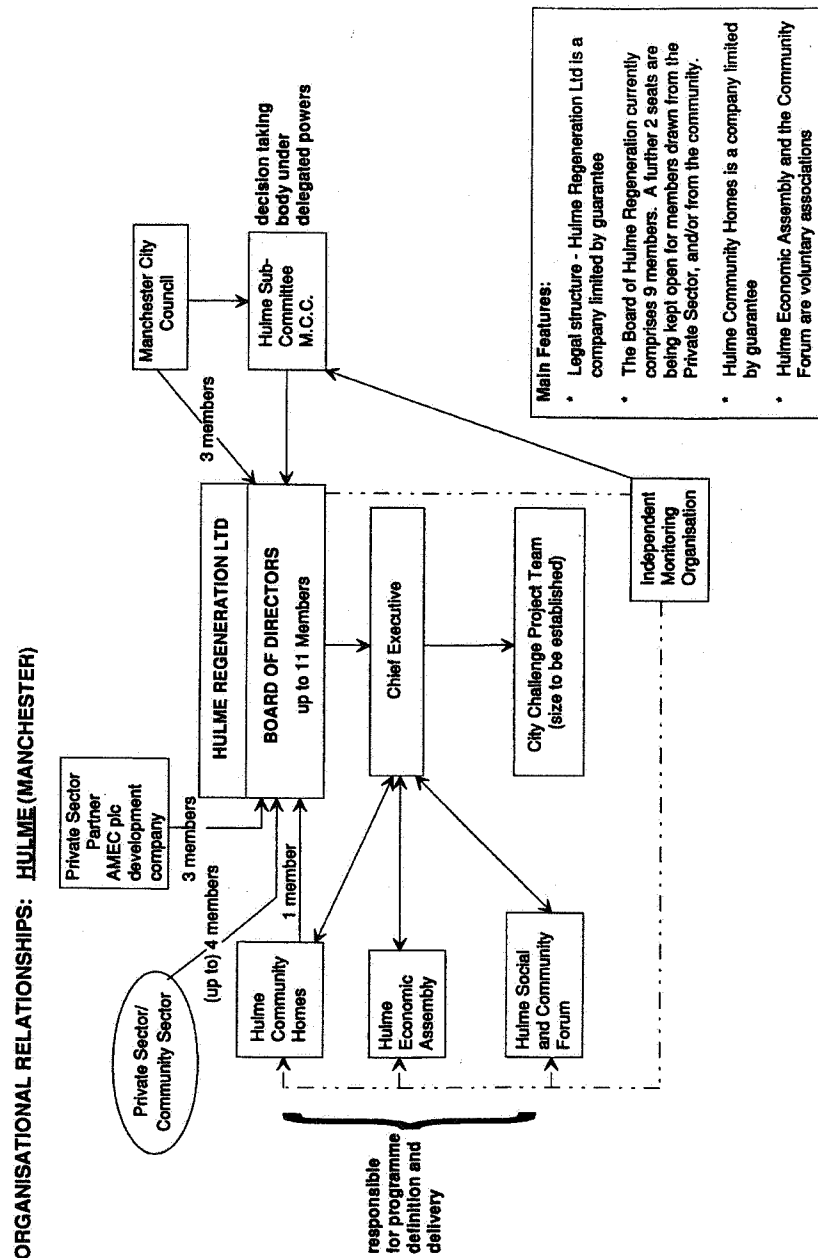 ORGANISATIONAL RELATIONSHIPS: HULME (MANCHESTER)
Private Sector/
Community Sector
Private Sector
Partner
AMEC plc
development
company
Manchester City
Council
(up to) 4 members
3 members
3 members
HULME REGENERATION LTD
BOARD OF DIRECTORS
up to 11 Members
Hulme Sub-
Committee
M.C.C.
decision taking
body under
delegated powers
1 member
Hulme
Community
Homes
Chief Executive
responsible
for programme
definition and
delivery
Hulme
Economic
Assembly
Hulme Social
and Community
Forum
City Challenge Project Team
(size to be established)
Independent
Monitoring
Organisation
Main Features:
* Legal structure - Hulme Regeneration Ltd is a
company limited by guarantee
* The Board of Hulme Regeneration currently
comprises 9 members. A further 2 seats are
being kept open for members drawn from the
Private Sector, and/or from the community.
* Hulme Community Homes is a company limited
by guarantee
* Hulme Economic Assembly and the Community
Forum are voluntary associations